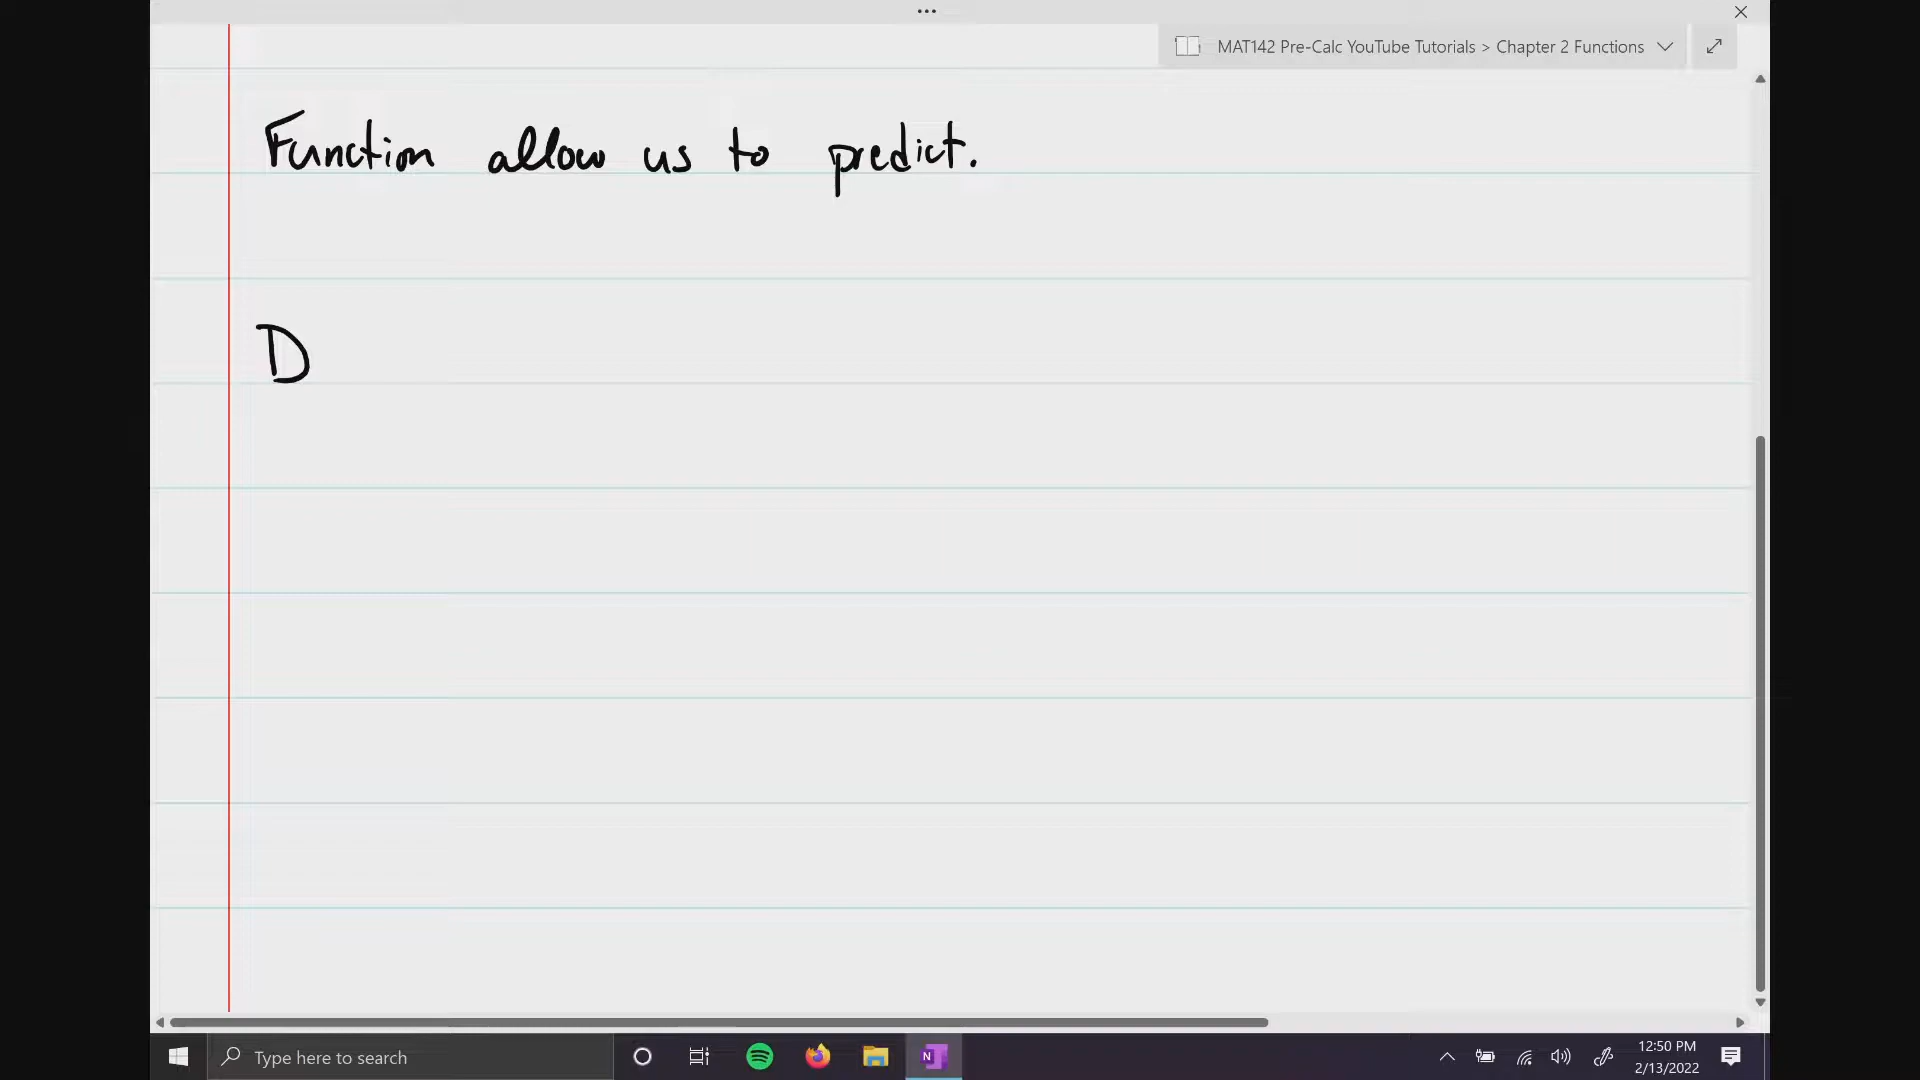 MAT142 Pre-Calc YouTube Tutorials > Chapter 2 Functions
Function allow us to predict.
D
Type here to search
N
12:50 PM
2/13/2022